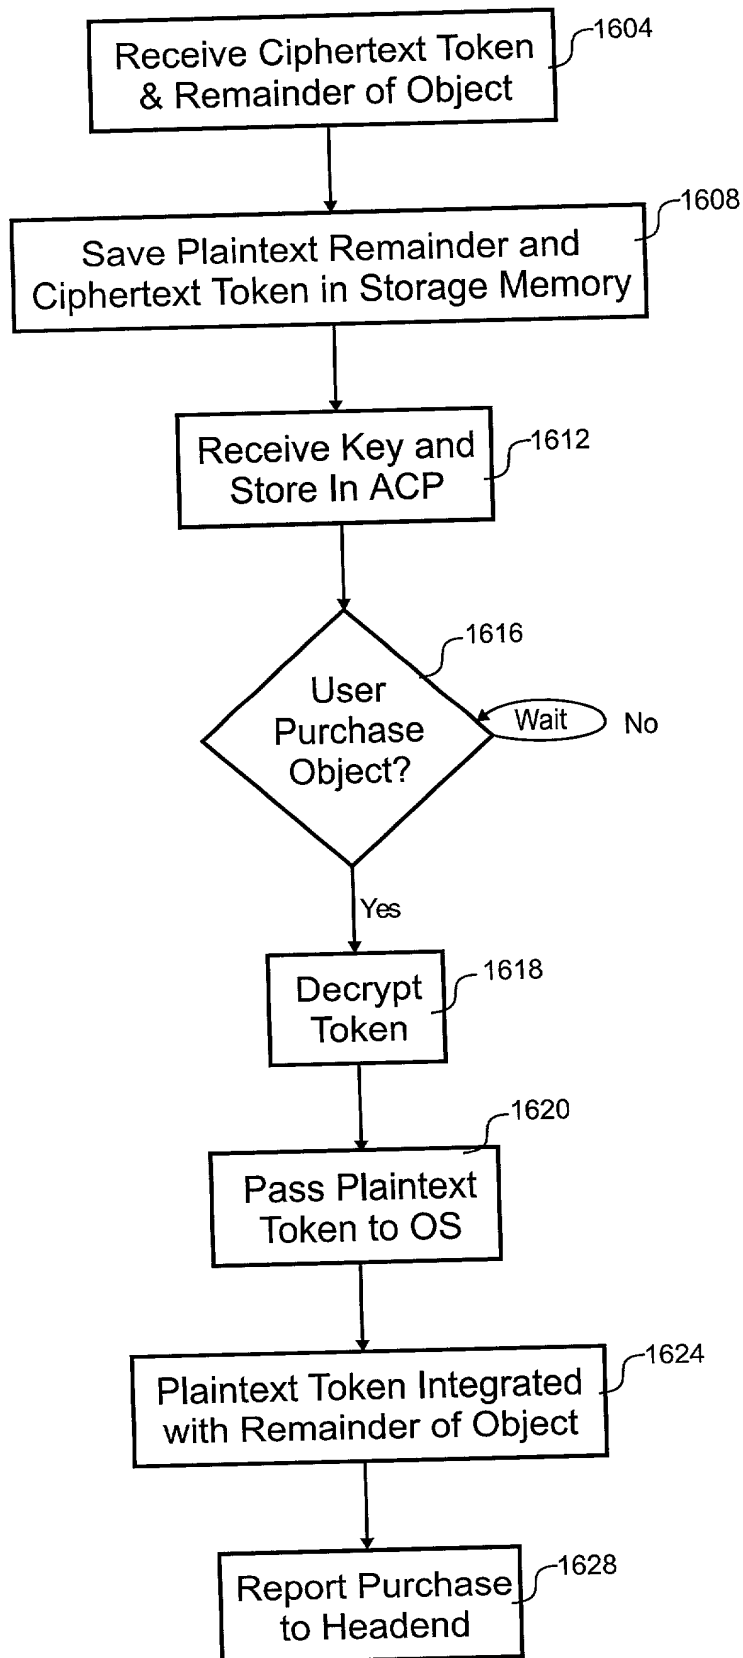 Receive Ciphertext Token
& Remainder of Object
1604
Save Plaintext Remainder and
Ciphertext Token in Storage Memory
1608
Receive Key and
Store In ACP
1612
User
Purchase
Object?
1616
Wait
No
Yes
Decrypt
Token
1618
Pass Plaintext
Token to OS
1620
Plaintext Token Integrated
with Remainder of Object
1624
Report Purchase
to Headend
1628